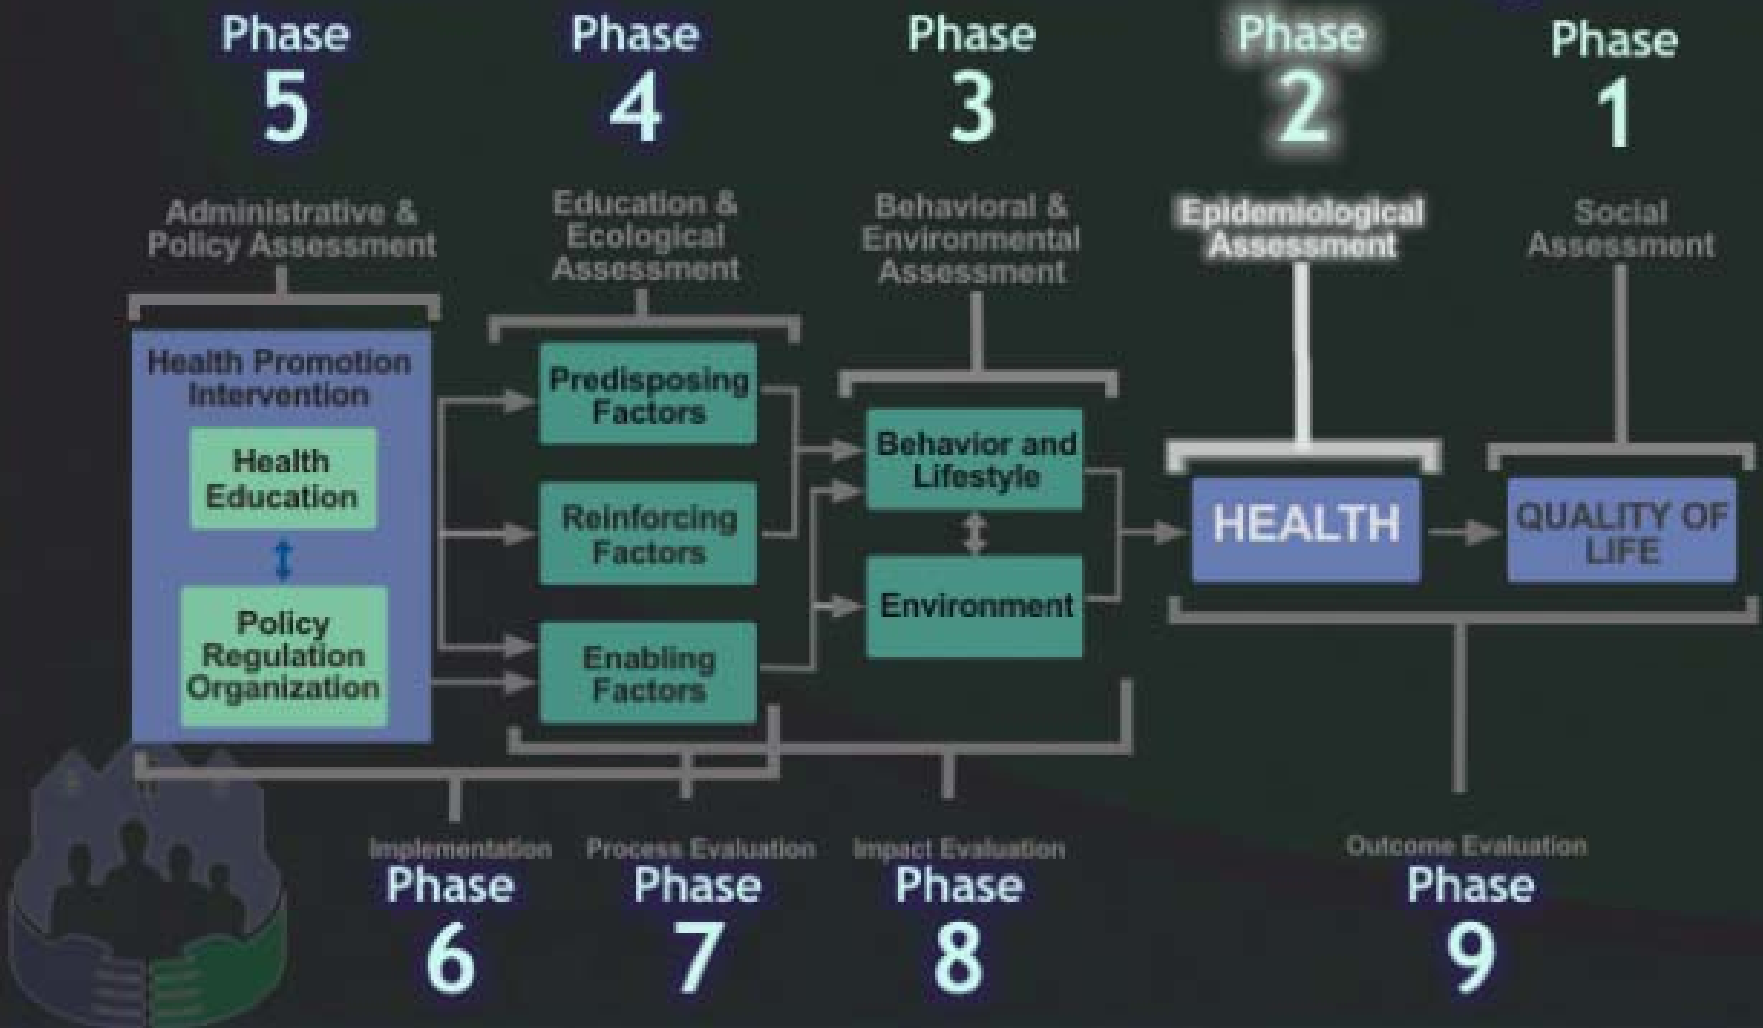 Phase
5
Phase
4
Phase
3
Phase
2
Phase
1
Administrative &
Policy Assessment
Education &
Ecological
Assessment
Behavioral &
Environmental
Assessment
Epidemiological
Assessment
Social
Assessment
Health Promotion
Intervention
Health
Education
Policy
Regulation
Organization
Predisposing
Factors
Reinforcing
Factors
Enabling
Factors
Behavior and
Lifestyle
Environment
HEALTH
QUALITY OF
LIFE
Implementation
Phase
6
Process Evaluation
Phase
7
Impact Evaluation
Phase
8
Outcome Evaluation
Phase
9